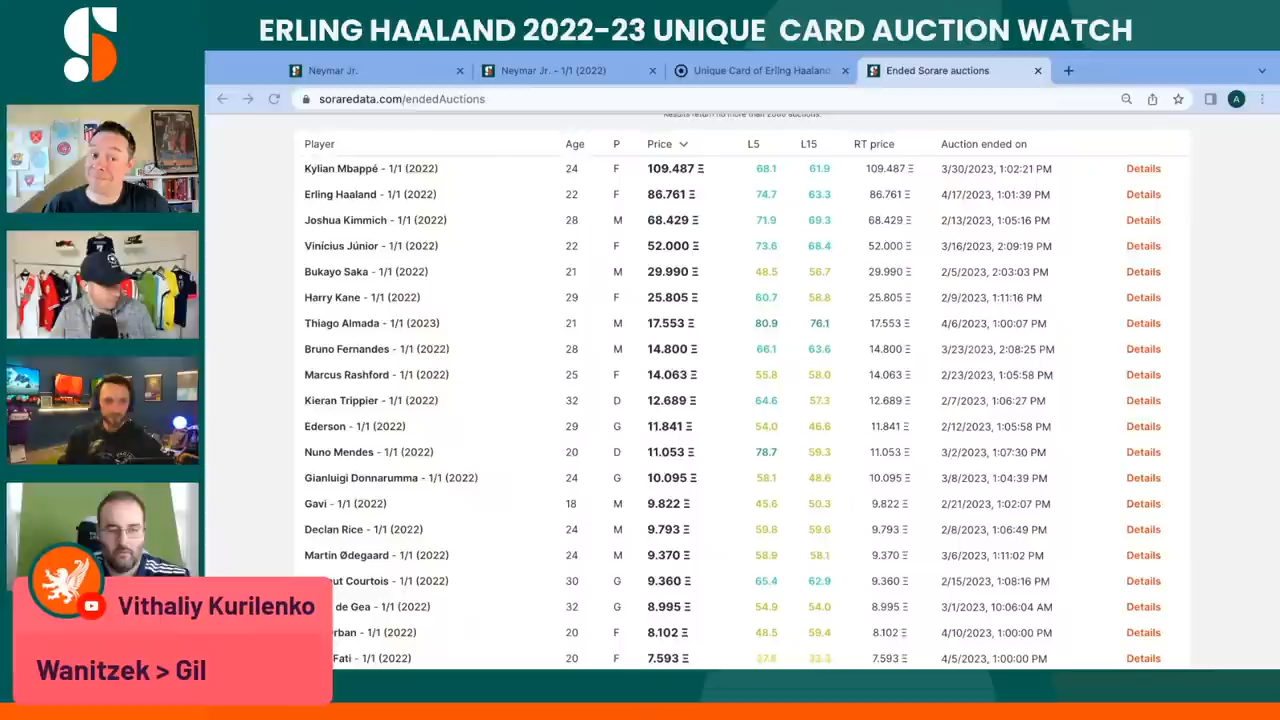 ERLING HAALAND 2022-23 UNIQUE CARD AUCTION WATCH
Neymar Jr. × Neymar Jr. - 1/1 (2022) × Unique Card of Erling Haaland × Ended Sorare auctions × +
soraredata.com/endedAuctions A
Player Age P Price L5 L15 RT price Auction ended on
Kylian Mbappé - 1/1 (2022) 24 F 109.487 Ξ 68.1 61.9 109.487 Ξ 3/30/2023, 1:02:21 PM Details
Erling Haaland - 1/1 (2022) 22 F 86.761 Ξ 74.7 63.3 86.761 Ξ 4/17/2023, 1:01:39 PM Details
Joshua Kimmich - 1/1 (2022) 28 M 68.429 Ξ 71.9 69.3 68.429 Ξ 2/13/2023, 1:05:16 PM Details
Vinícius Júnior - 1/1 (2022) 22 F 52.000 Ξ 73.6 68.4 52.000 Ξ 3/16/2023, 2:09:19 PM Details
Bukayo Saka - 1/1 (2022) 21 M 29.990 Ξ 48.5 56.7 29.990 Ξ 2/5/2023, 2:03:03 PM Details
Harry Kane - 1/1 (2022) 29 F 25.805 Ξ 60.7 58.8 25.805 Ξ 2/9/2023, 1:11:16 PM Details
Thiago Almada - 1/1 (2023) 21 M 17.553 Ξ 80.9 76.1 17.553 Ξ 4/6/2023, 1:00:07 PM Details
Bruno Fernandes - 1/1 (2022) 28 M 14.800 Ξ 66.1 63.6 14.800 Ξ 3/23/2023, 2:08:25 PM Details
Marcus Rashford - 1/1 (2022) 25 F 14.063 Ξ 55.8 58.0 14.063 Ξ 2/23/2023, 1:05:58 PM Details
Kieran Trippier - 1/1 (2022) 32 D 12.689 Ξ 64.6 57.3 12.689 Ξ 2/7/2023, 1:06:27 PM Details
Ederson - 1/1 (2022) 29 G 11.841 Ξ 54.0 46.6 11.841 Ξ 2/12/2023, 1:05:58 PM Details
Nuno Mendes - 1/1 (2022) 20 D 11.053 Ξ 78.7 59.3 11.053 Ξ 3/2/2023, 1:07:30 PM Details
Gianluigi Donnarumma - 1/1 (2022) 24 G 10.095 Ξ 58.1 48.6 10.095 Ξ 3/8/2023, 1:04:39 PM Details
Gavi - 1/1 (2022) 18 M 9.822 Ξ 45.6 50.3 9.822 Ξ 2/21/2023, 1:02:07 PM Details
Declan Rice - 1/1 (2022) 24 M 9.793 Ξ 59.8 59.6 9.793 Ξ 2/8/2023, 1:06:49 PM Details
Martin Ødegaard - 1/1 (2022) 24 M 9.370 Ξ 58.9 58.1 9.370 Ξ 3/6/2023, 1:11:02 PM Details
ut Courtois - 1/1 (2022) 30 G 9.360 Ξ 65.4 62.9 9.360 Ξ 2/15/2023, 1:08:16 PM Details
de Gea - 1/1 (2022) 32 G 8.995 Ξ 54.9 54.0 8.995 Ξ 3/1/2023, 10:06:04 AM Details
rban - 1/1 (2022) 20 F 8.102 Ξ 48.5 59.4 8.102 Ξ 4/10/2023, 1:00:00 PM Details
Fati - 1/1 (2022) 20 F 7.593 Ξ 7.593 Ξ 4/5/2023, 1:00:00 PM Details
Vithaliy Kurilenko
Wanitzek > Gil